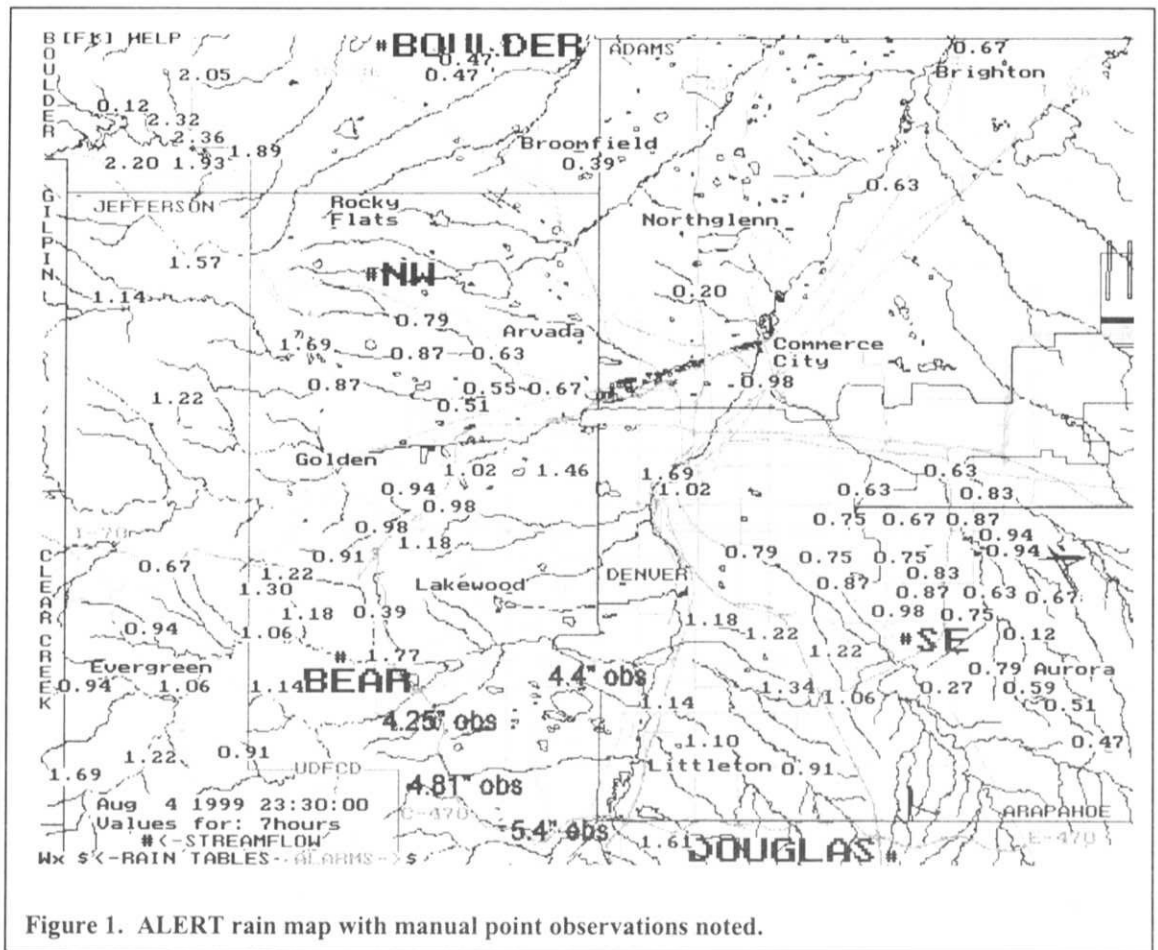 [F1] HELP
#BOULDER
BOULDER
ADAMS
0.67
Brighton
2.05
0.47
0.47
0.12
2.32
2.36
2.20 1.93 1.89
Broomfield
0.39
0.63
GILPIN
JEFFERSON
Rocky
Flats
Northglenn
1.57
#NW
1.14
0.20
0.79
Arvada
1.69
0.87 0.63
Commerce
City
0.87
0.55 0.67
0.98
1.22
0.51
Golden
1.02 1.46
1.69
0.63
0.94
1.02
0.63
0.83
0.98
0.98
0.75 0.67 0.87
1.18
0.94
0.91
0.79
0.75 0.75
0.94
I-70
CLEAR CREEK
0.67
1.22
Lakewood
DENVER
0.83
1.30
0.87
0.87 0.63
0.67
1.18
0.39
0.98
0.75
0.94
1.06
1.18
1.22
#SE
0.12
1.22
Evergreen
#
BEAR
1.77
4.4" obs
0.79 Aurora
0.94 1.06 1.14
1.34
1.06
0.27
0.59
1.14
0.51
4.25" obs
1.22
0.91
1.10
0.47
1.69
UDFCD
Littleton
0.91
4.81" obs
Aug 4 1999 23:30:00
C-470
ARAPAHOE
Values for: 7hours
5.4" obs
E-470
#<-STREAMFLOW
1.61
DOUGLAS#
Wx $<-RAIN TABLES--ALARMS->$
Figure 1. ALERT rain map with manual point observations noted.